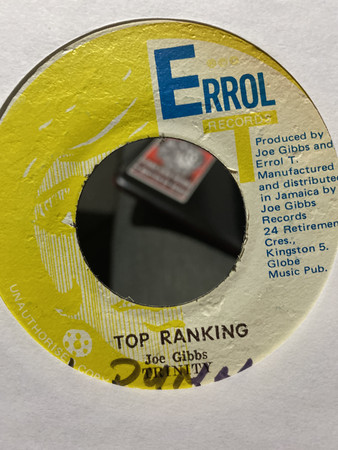 ERROL
RECORDS
Produced by
Joe Gibbs and
Errol T.
Manufactured
and distributed
in Jamaica by
Joe Gibbs
Records
24 Retirement
Cres.,
Kingston 5.
Globe
Music Pub.
UNAUTHORISED
TOP RANKING
Joe Gibbs
TRINITY